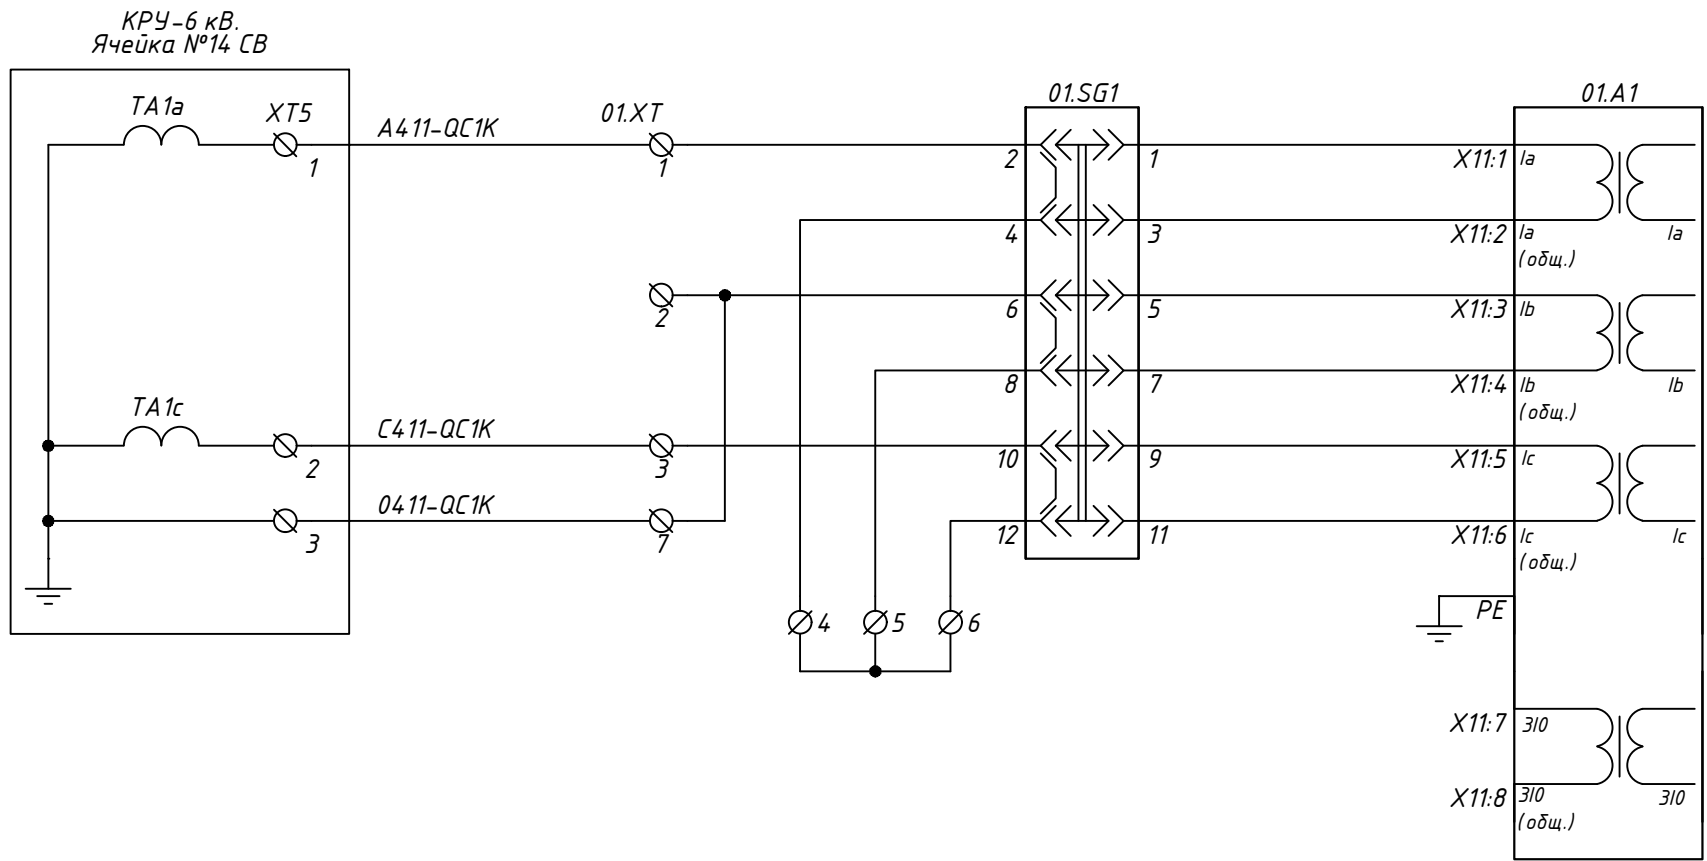 КРУ-6 кВ.
Ячейка №14 СВ
TA1a
XT5
1
A411-QC1K
01.XT
1
01.SG1
2
1
4
3
6
5
8
7
10
9
12
11
2
TA1c
2
C411-QC1K
3
3
0411-QC1K
7
4
5
6
01.A1
X11:1
Ia
X11:2
Ia
(общ.)
Ia
X11:3
Ib
X11:4
Ib
(общ.)
Ib
X11:5
Ic
X11:6
Ic
(общ.)
Ic
PE
X11:7
3I0
X11:8
3I0
(общ.)
3I0